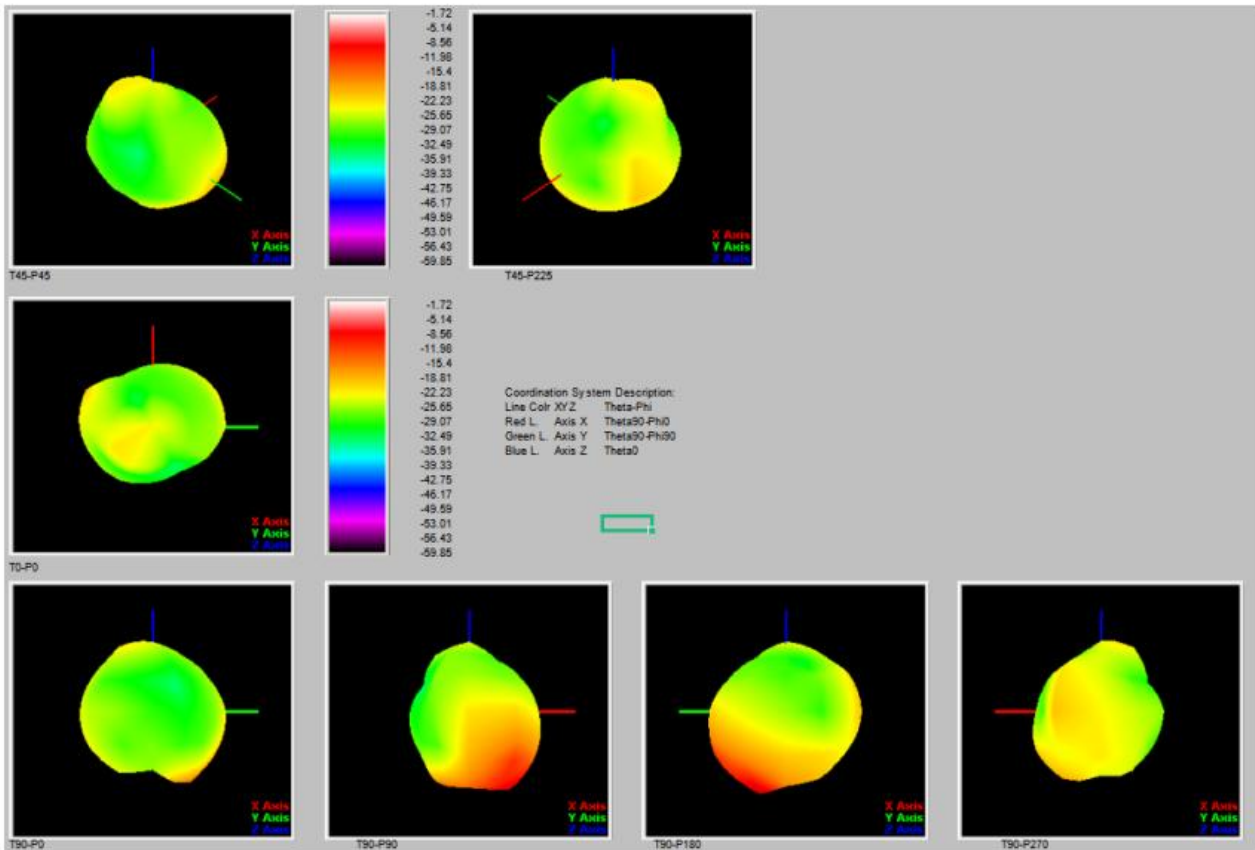 -1.72
-5.14
-8.56
-11.98
-15.4
-18.81
-22.23
-25.65
-29.07
-32.49
-35.91
-39.33
-42.75
-46.17
-49.59
-53.01
-56.43
-59.85
X Axis
Y Axis
Z Axis
X Axis
Y Axis
Z Axis
T45-P45
T45-P225
-1.72
-5.14
-8.56
-11.98
-15.4
-18.81
-22.23
-25.65
-29.07
-32.49
-35.91
-39.33
-42.75
-46.17
-49.59
-53.01
-56.43
-59.85
Coordination System Description:
Line Colr XYZ Theta-Phi
Red L. Axis X Theta90-Phi0
Green L. Axis Y Theta90-Phi90
Blue L. Axis Z Theta0
X Axis
Y Axis
Z Axis
T0-P0
X Axis
Y Axis
Z Axis
X Axis
Y Axis
Z Axis
X Axis
Y Axis
Z Axis
X Axis
Y Axis
Z Axis
T90-P0
T90-P90
T90-P180
T90-P270